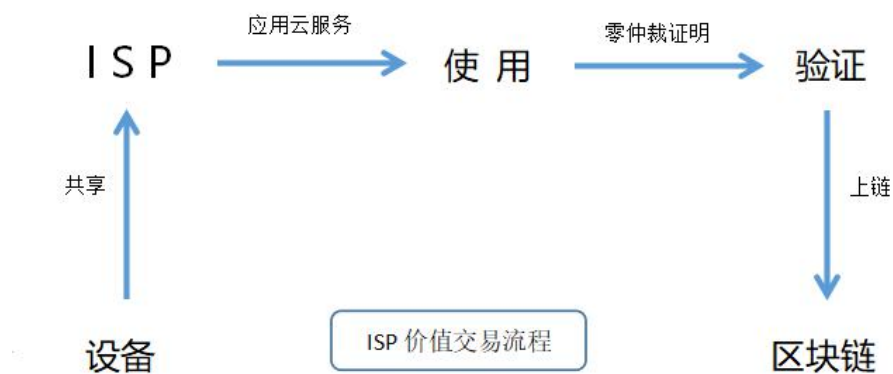 应用云服务
零仲裁证明
ISP
使用
验证
共享
上链
ISP 价值交易流程
设备
区块链